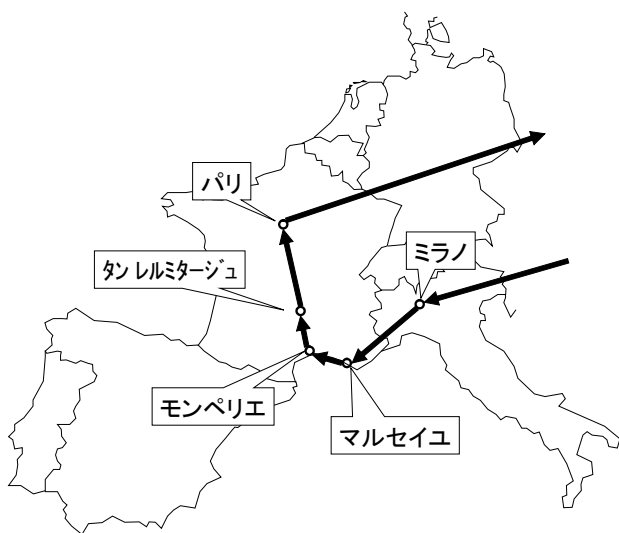 パリ
タン レルミタージュ
ミラノ
モンペリエ
マルセイユ